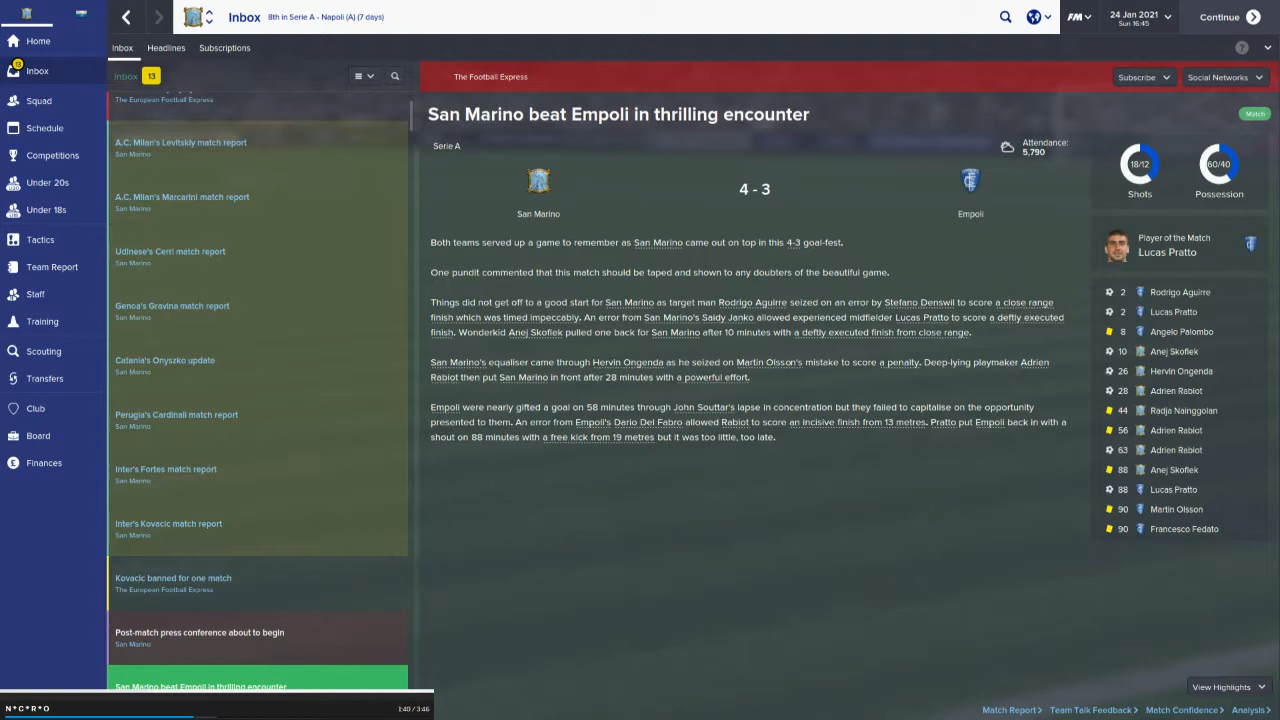 Inbox 8th in Serie A - Napoli (A) (7 days)
FM
24 Jan 2021
Sun 16:45
Continue
Home
13
Inbox
Squad
Schedule
Competitions
Under 20s
Under 18s
Tactics
Team Report
Staff
Training
Scouting
Transfers
Club
Board
Finances
Inbox Headlines Subscriptions
Inbox 13
The European Football Express
A.C. Milan's Levitskiy match report
San Marino
A.C. Milan's Marcarini match report
San Marino
Udinese's Cerri match report
San Marino
Genoa's Gravina match report
San Marino
Catania's Onyszko update
San Marino
Perugia's Cardinali match report
San Marino
Inter's Fortes match report
San Marino
Inter's Kovacic match report
San Marino
Kovacic banned for one match
The European Football Express
Post-match press conference about to begin
San Marino
San Marino beat Empoli in thrilling encounter
N*C*R*O 1:40 / 3:46
The Football Express
Subscribe
Social Networks
San Marino beat Empoli in thrilling encounter
Match
Serie A
Attendance:
5,790
4 - 3
San Marino
Empoli
Both teams served up a game to remember as San Marino came out on top in this 4-3 goal-fest.
One pundit commented that this match should be taped and shown to any doubters of the beautiful game.
Things did not get off to a good start for San Marino as target man Rodrigo Aguirre seized on an error by Stefano Denswil to score a close range
finish which was timed impeccably. An error from San Marino's Saidy Janko allowed experienced midfielder Lucas Pratto to score a deftly executed
finish. Wonderkid Anej Skoflek pulled one back for San Marino after 10 minutes with a deftly executed finish from close range.
San Marino's equaliser came through Hervin Ongenda as he seized on Martin Olsson's mistake to score a penalty. Deep-lying playmaker Adrien
Rabiot then put San Marino in front after 28 minutes with a powerful effort.
Empoli were nearly gifted a goal on 58 minutes through John Souttar's lapse in concentration but they failed to capitalise on the opportunity
presented to them. An error from Empoli's Dario Del Fabro allowed Rabiot to score an incisive finish from 13 metres. Pratto put Empoli back in with a
shout on 88 minutes with a free kick from 19 metres but it was too little, too late.
18/12
Shots
60/40
Possession
Player of the Match
Lucas Pratto
2 Rodrigo Aguirre
2 Lucas Pratto
8 Angelo Palombo
10 Anej Skoflek
26 Hervin Ongenda
28 Adrien Rabiot
44 Radja Nainggolan
56 Adrien Rabiot
63 Adrien Rabiot
88 Anej Skoflek
88 Lucas Pratto
90 Martin Olsson
90 Francesco Fedato
View Highlights
Match Report> Team Talk Feedback> Match Confidence> Analysis>